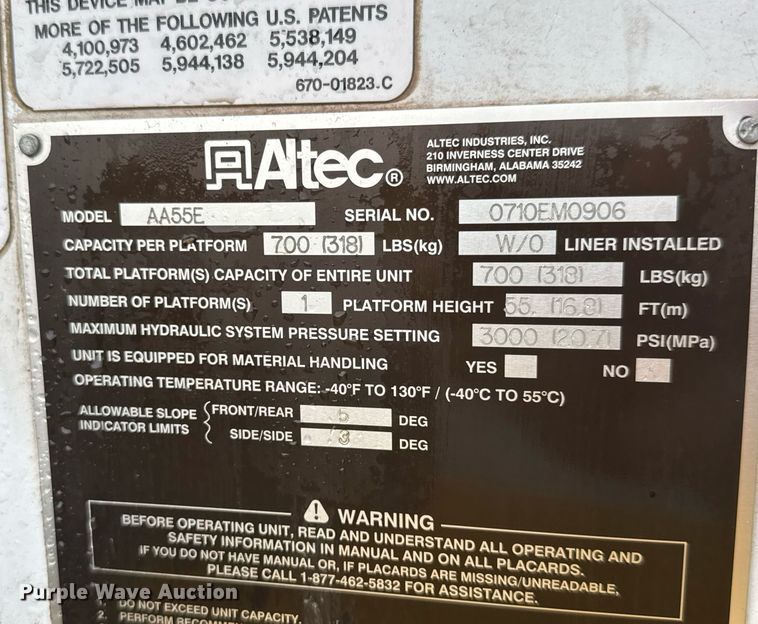 THIS DEVICE MAY BE
MORE OF THE FOLLOWING U.S. PATENTS
4,100,973 4,602,462 5,538,149
5,722,505 5,944,138 5,944,204
670-01823.C
Altec®
ALTEC INDUSTRIES, INC.
210 INVERNESS CENTER DRIVE
BIRMINGHAM, ALABAMA 35242
WWW.ALTEC.COM
MODEL AA55E SERIAL NO. 0710EM0906
CAPACITY PER PLATFORM 700 (318) LBS(kg) W/O LINER INSTALLED
TOTAL PLATFORM(S) CAPACITY OF ENTIRE UNIT 700 (318) LBS(kg)
NUMBER OF PLATFORM(S) 1 PLATFORM HEIGHT 55. (16.8) FT(m)
MAXIMUM HYDRAULIC SYSTEM PRESSURE SETTING 3000 (20.7) PSI(MPa)
UNIT IS EQUIPPED FOR MATERIAL HANDLING YES NO
OPERATING TEMPERATURE RANGE: -40°F TO 130°F / (-40°C TO 55°C)
ALLOWABLE SLOPE INDICATOR LIMITS
FRONT/REAR 5 DEG
SIDE/SIDE 3 DEG
WARNING
BEFORE OPERATING UNIT, READ AND UNDERSTAND ALL OPERATING AND
SAFETY INFORMATION IN MANUAL AND ON ALL PLACARDS.
IF YOU DO NOT HAVE MANUAL OR, IF PLACARDS ARE MISSING/UNREADABLE,
PLEASE CALL 1-877-462-5832 FOR ASSISTANCE.
1. DO NOT EXCEED UNIT CAPACITY.
2. PERFORM
Purple Wave Auction